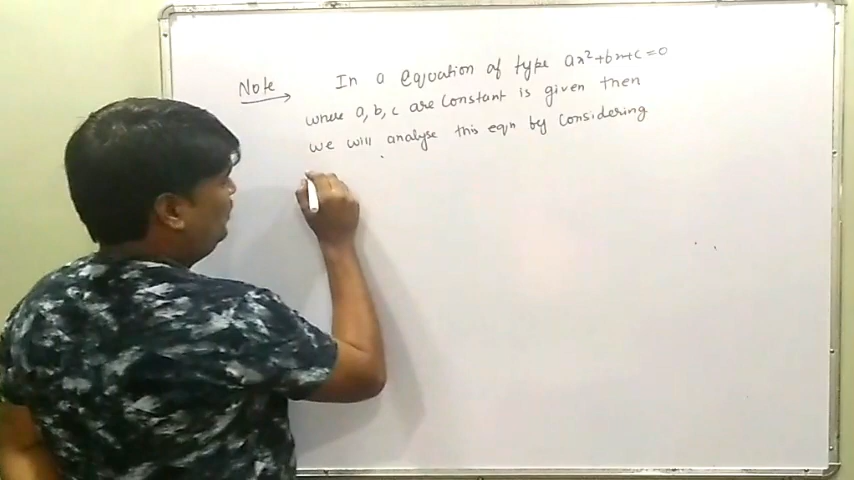 Note → In a equation of type ax²+bx+c=0
where a, b, c are constant is given then
we will analyse this eqn by considering